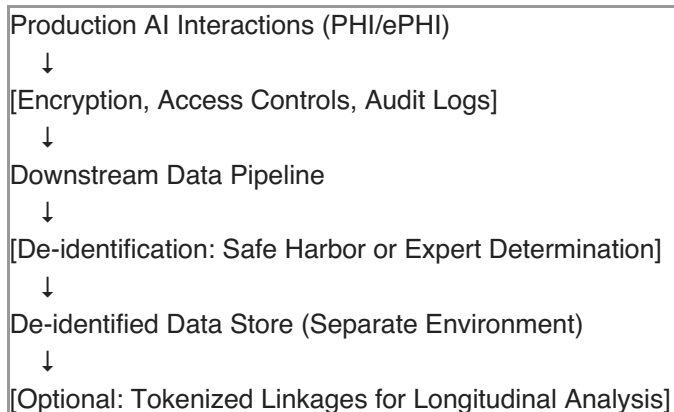 Production AI Interactions (PHI/ePHI)
↓
[Encryption, Access Controls, Audit Logs]
↓
Downstream Data Pipeline
↓
[De-identification: Safe Harbor or Expert Determination]
↓
De-identified Data Store (Separate Environment)
↓
[Optional: Tokenized Linkages for Longitudinal Analysis]